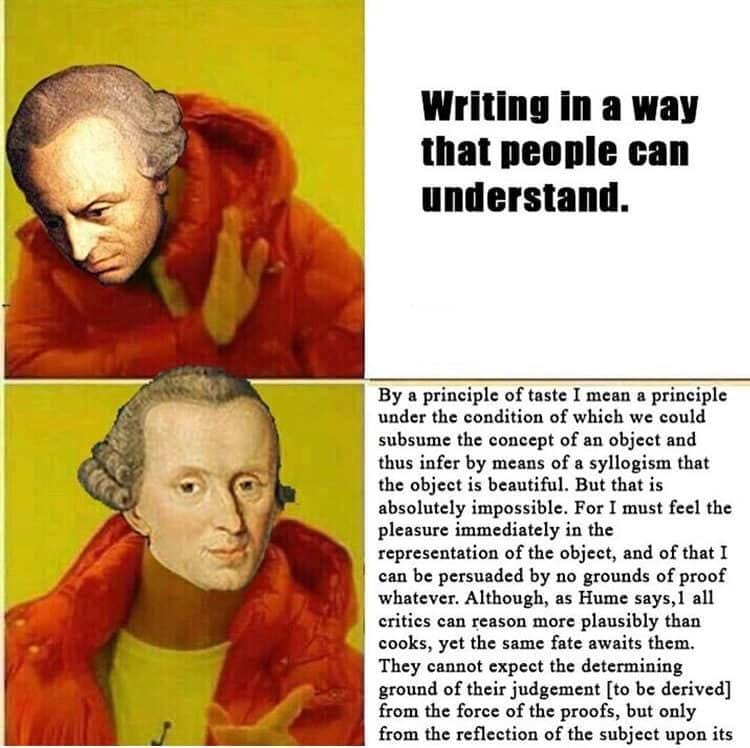 Writing in a way
that people can
understand.
By a principle of taste I mean a principle
under the condition of which we could
subsume the concept of an object and
thus infer by means of a syllogism that
the object is beautiful. But that is
absolutely impossible. For I must feel the
pleasure immediately in the
representation of the object, and of that I
can be persuaded by no grounds of proof
whatever. Although, as Hume says,1 all
critics can reason more plausibly than
cooks, yet the same fate awaits them.
They cannot expect the determining
ground of their judgement [to be derived]
from the force of the proofs, but only
from the reflection of the subject upon its